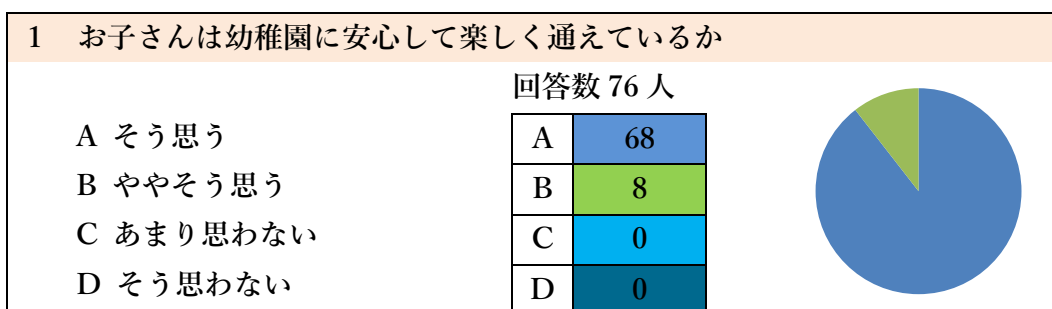 1 お子さんは幼稚園に安心して楽しく通えているか
回答数 76 人
A そう思う
A 68
B ややそう思う
B 8
C あまり思わない
C 0
D そう思わない
D 0